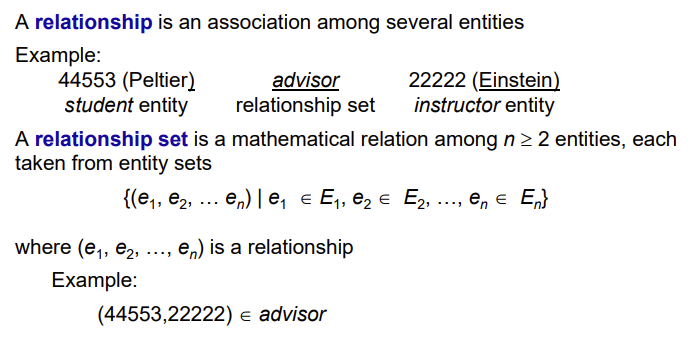 A relationship is an association among several entities
Example:
44553 (Peltier) advisor 22222 (Einstein)
student entity relationship set instructor entity
A relationship set is a mathematical relation among n ≥ 2 entities, each
taken from entity sets
{(e₁, e₂, … eₙ) | e₁ ∈ E₁, e₂ ∈ E₂, …, eₙ ∈ Eₙ}
where (e₁, e₂, …, eₙ) is a relationship
Example:
(44553,22222) ∈ advisor